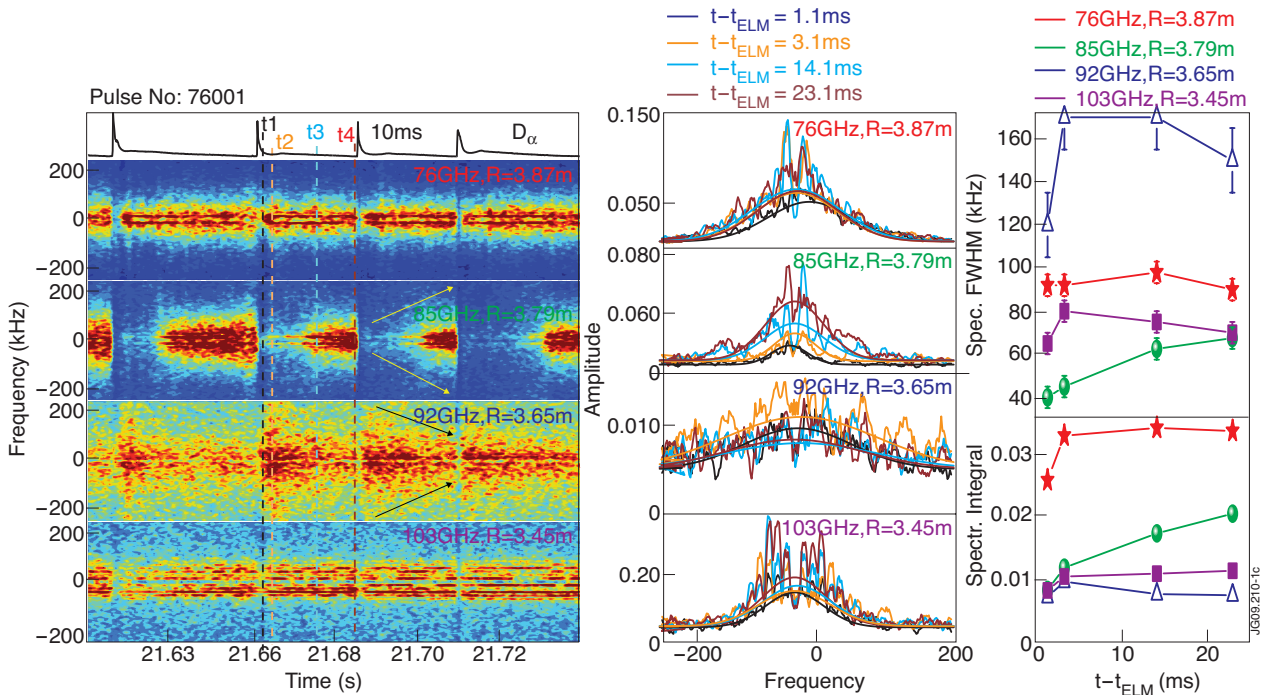 Pulse No: 76001
t1
t2
t3
t4
10ms
Dα
76GHz,R=3.87m
85GHz,R=3.79m
92GHz,R=3.65m
103GHz,R=3.45m
Frequency (kHz)
200
0
−200
200
0
−200
200
0
−200
200
0
−200
21.63
21.66
21.68
21.70
21.72
Time (s)
t−tELM = 1.1ms
t−tELM = 3.1ms
t−tELM = 14.1ms
t−tELM = 23.1ms
76GHz,R=3.87m
85GHz,R=3.79m
92GHz,R=3.65m
103GHz,R=3.45m
Amplitude
0.150
0.050
0
0.080
0.060
0
0.010
0
0.20
0
−200
0
200
Frequency
76GHz,R=3.87m
85GHz,R=3.79m
92GHz,R=3.65m
103GHz,R=3.45m
Spec. FWHM (kHz)
160
140
120
100
80
60
40
Spectr. Integral
0.03
0.02
0.01
0
0
10
20
t−tELM (ms)
JG09.210-1c